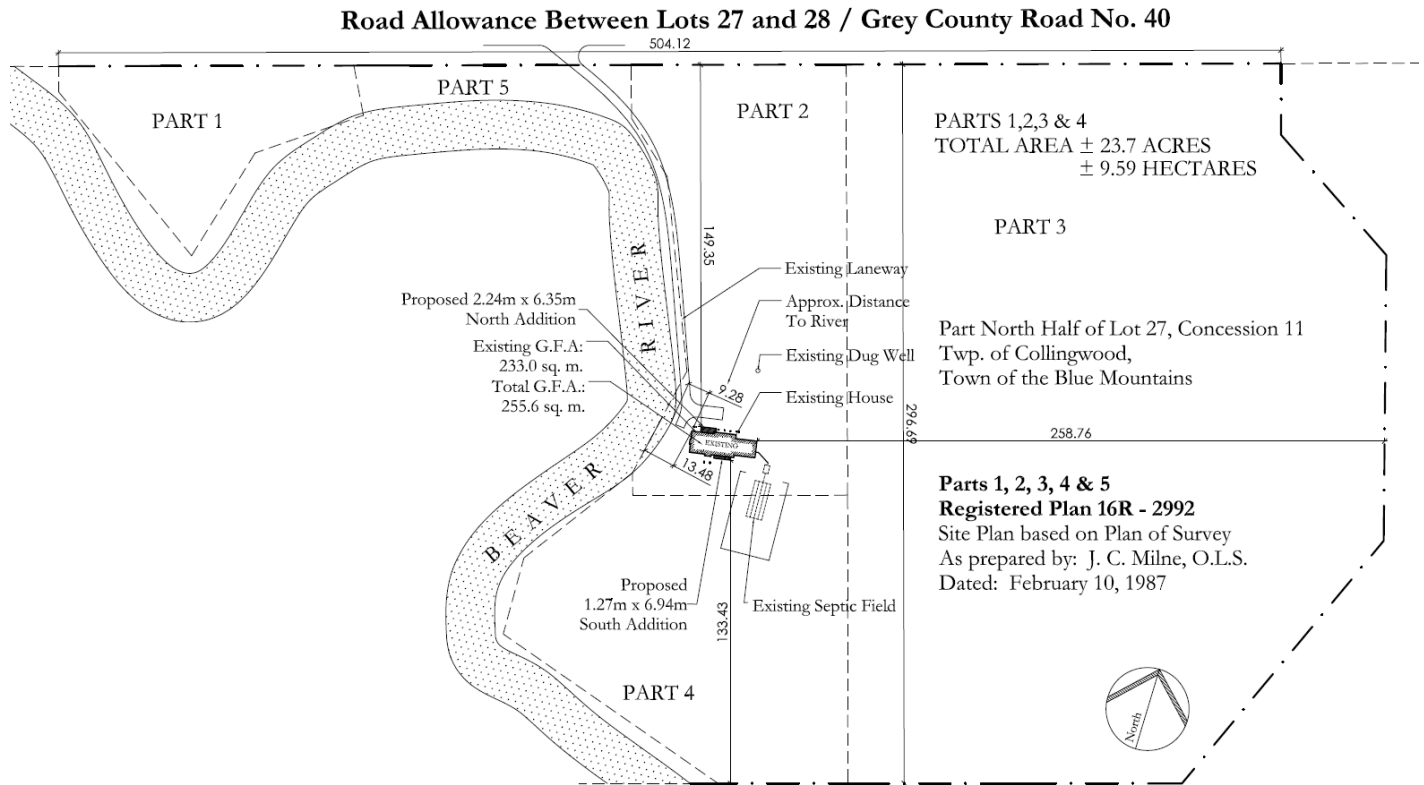 Road Allowance Between Lots 27 and 28 / Grey County Road No. 40
504.12
PART 1
PART 5
PART 2
PARTS 1,2,3 & 4
TOTAL AREA ± 23.7 ACRES
± 9.59 HECTARES
PART 3
149.35
RIVER
Existing Laneway
Approx. Distance
To River
Existing Dug Well
Existing House
Proposed 2.24m x 6.35m
North Addition
Existing G.F.A:
233.0 sq. m.
Total G.F.A.:
255.6 sq. m.
9.28
EXISTING
13.48
Part North Half of Lot 27, Concession 11
Twp. of Collingwood,
Town of the Blue Mountains
296.69
258.76
BEAVER
Parts 1, 2, 3, 4 & 5
Registered Plan 16R - 2992
Site Plan based on Plan of Survey
As prepared by: J. C. Milne, O.L.S.
Dated: February 10, 1987
Proposed
1.27m x 6.94m
South Addition
133.43
Existing Septic Field
PART 4
North